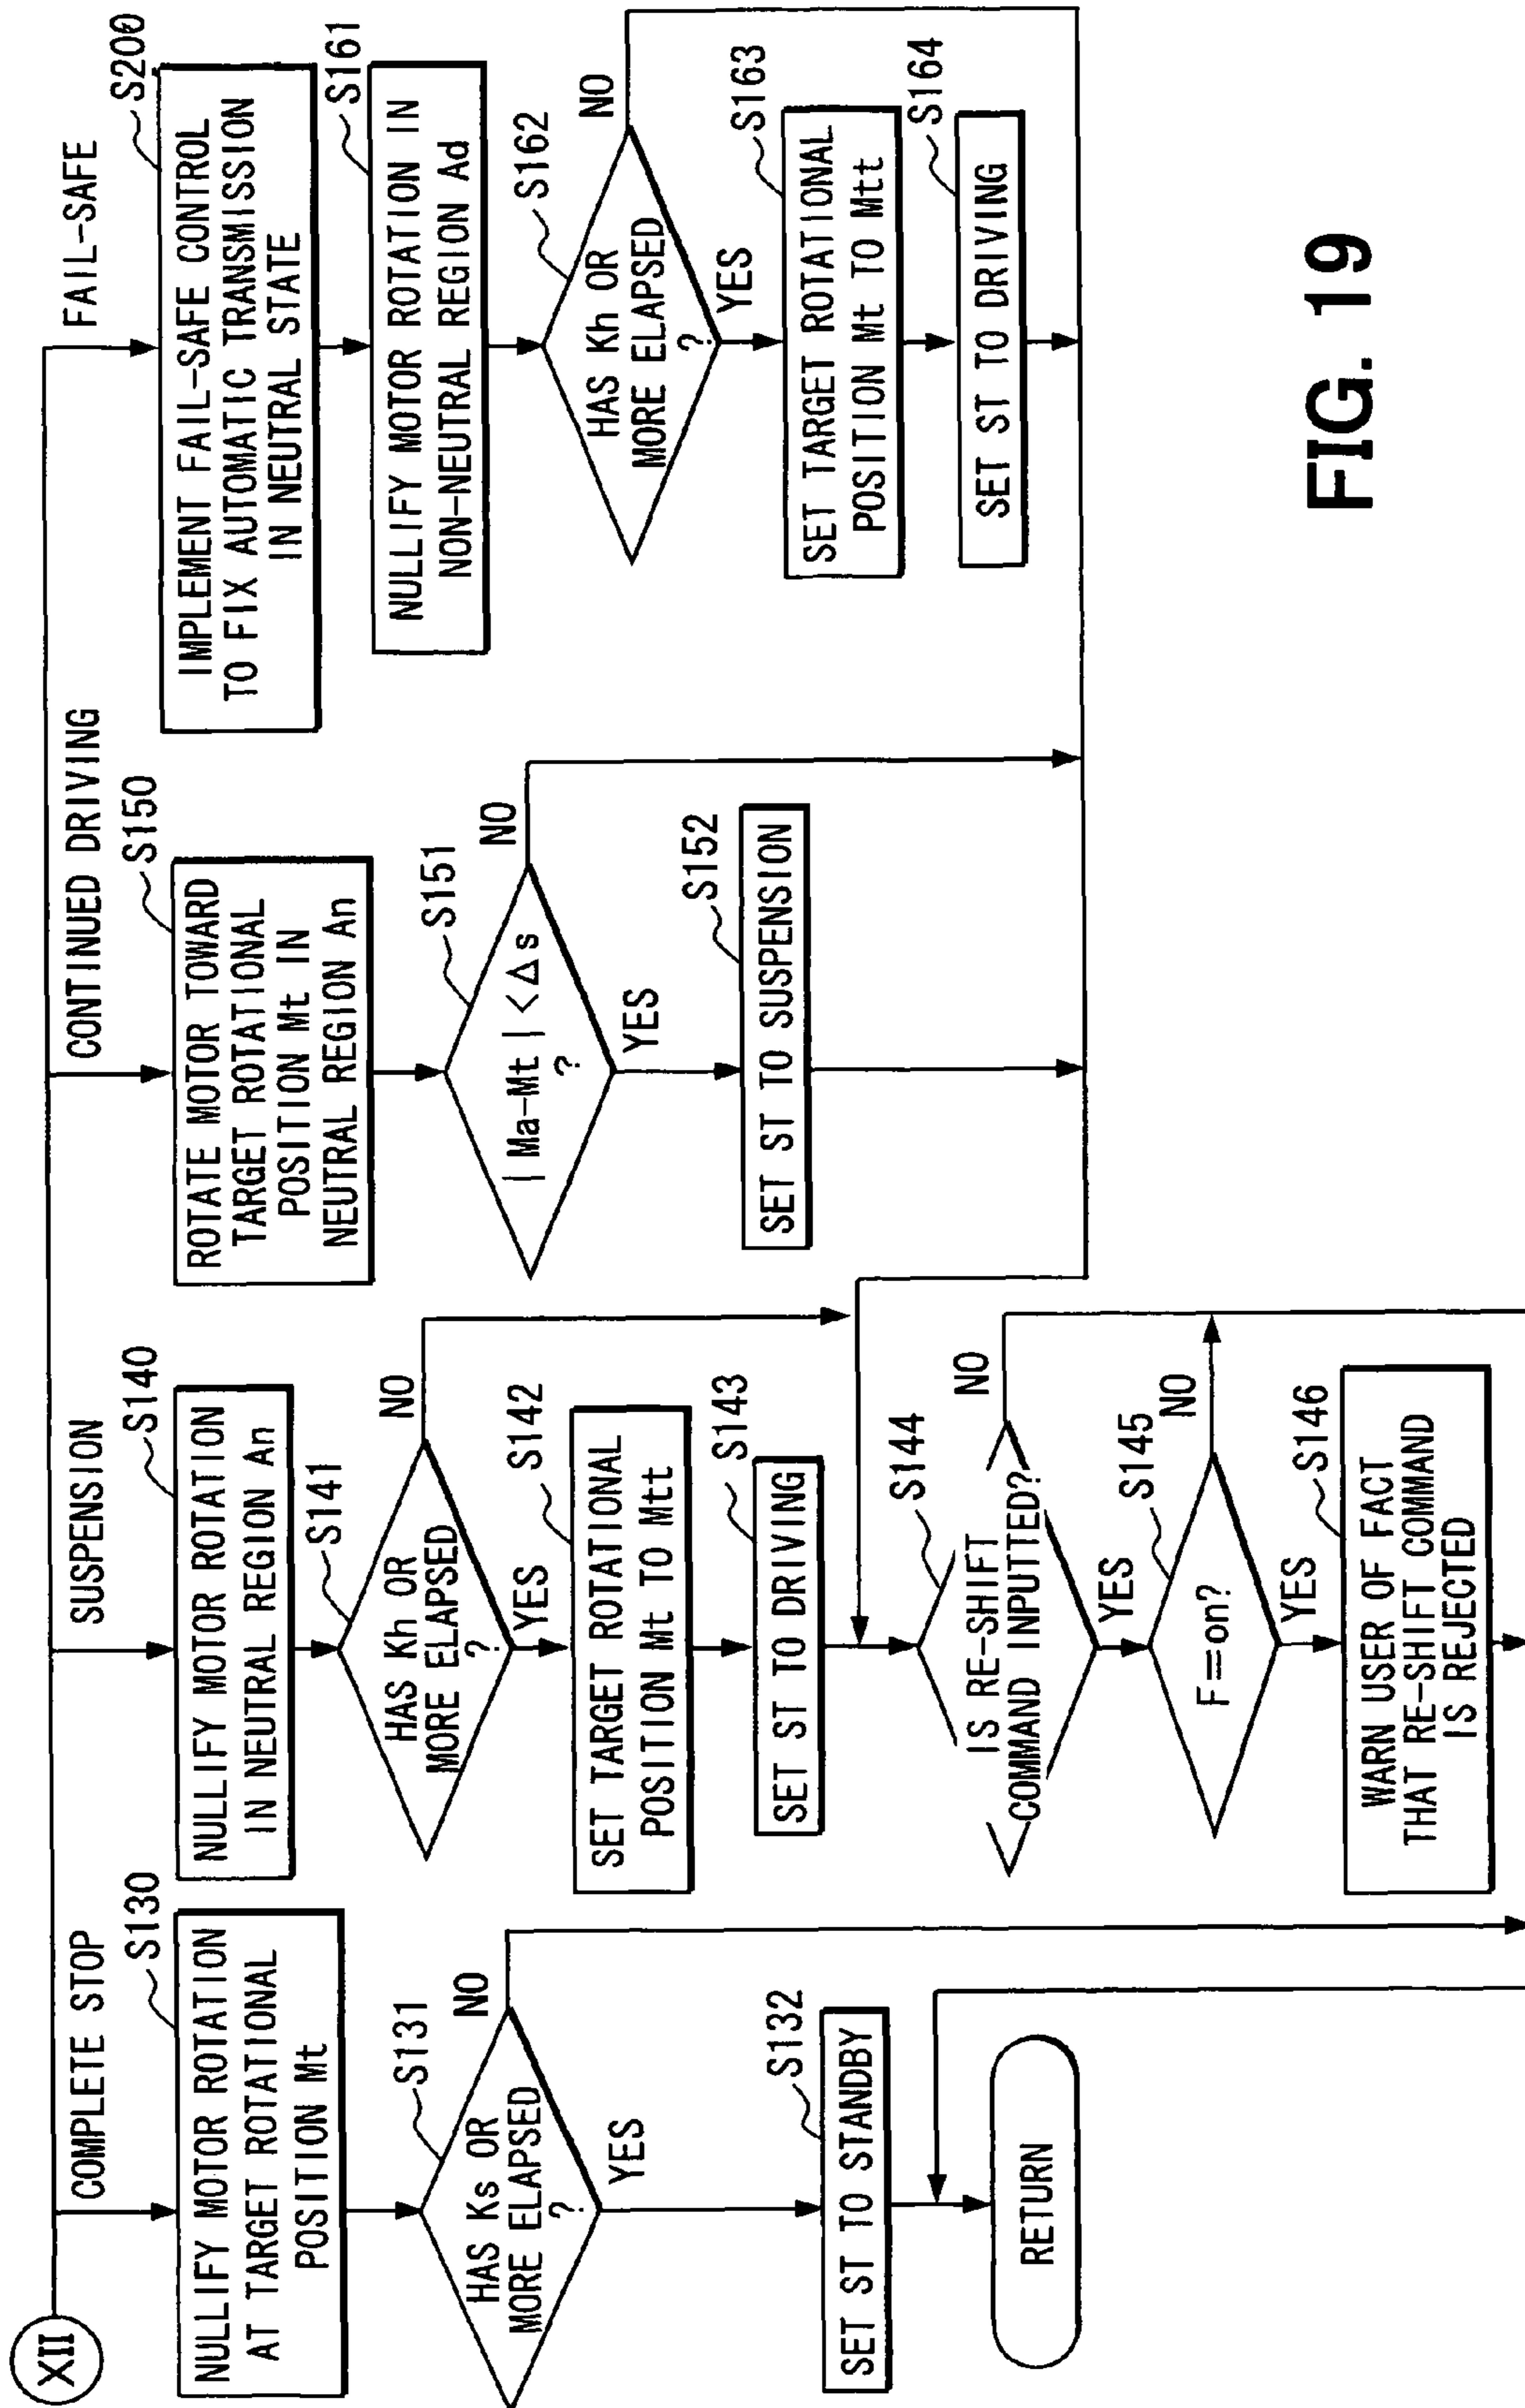 XII
COMPLETE STOP
S130
NULLIFY MOTOR ROTATION
AT TARGET ROTATIONAL
POSITION Mt
S131
HAS Ks OR
MORE ELAPSED
?
NO
YES
S132
SET ST TO STANDBY
RETURN
SUSPENSION
S140
NULLIFY MOTOR ROTATION
IN NEUTRAL REGION An
S141
HAS Kh OR
MORE ELAPSED
?
NO
YES
S142
SET TARGET ROTATIONAL
POSITION Mt TO Mtt
S143
SET ST TO DRIVING
S144
IS RE-SHIFT
COMMAND INPUTTED?
NO
YES
S145
F=on?
NO
YES
S146
WARN USER OF FACT
THAT RE-SHIFT COMMAND
IS REJECTED
CONTINUED DRIVING
S150
ROTATE MOTOR TOWARD
TARGET ROTATIONAL
POSITION Mt IN
NEUTRAL REGION An
S151
|Ma-Mt|<Δs
?
NO
YES
S152
SET ST TO SUSPENSION
FAIL-SAFE
S200
IMPLEMENT FAIL-SAFE CONTROL
TO FIX AUTOMATIC TRANSMISSION
IN NEUTRAL STATE
S161
NULLIFY MOTOR ROTATION IN
NON-NEUTRAL REGION Ad
S162
HAS Kh OR
MORE ELAPSED
?
NO
YES
S163
SET TARGET ROTATIONAL
POSITION Mt TO Mtt
S164
SET ST TO DRIVING
FIG. 19